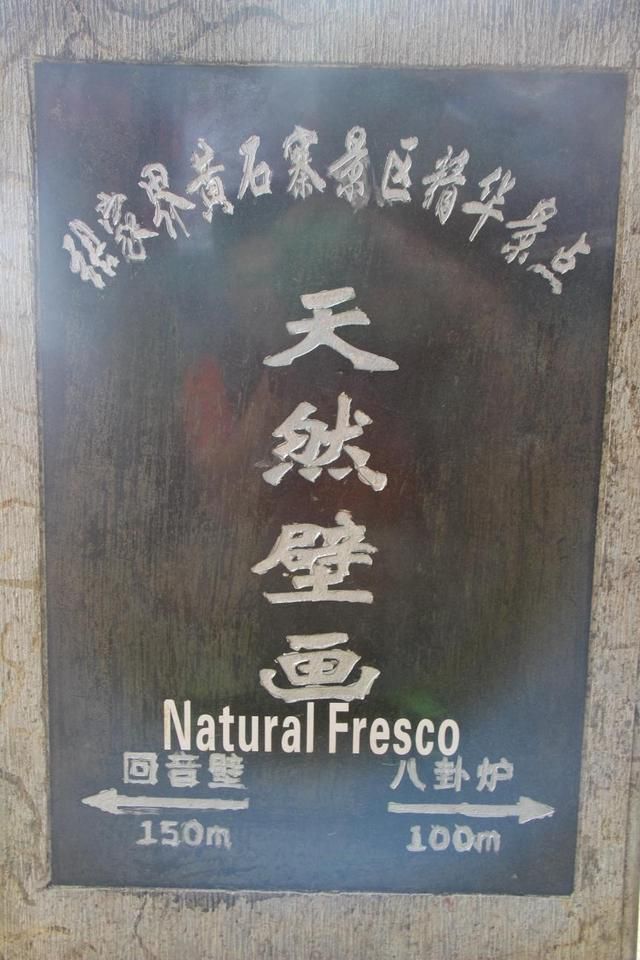 张家界黄石寨景区精华景点
天然壁画
Natural Fresco
回音壁
八卦炉
150m
100m